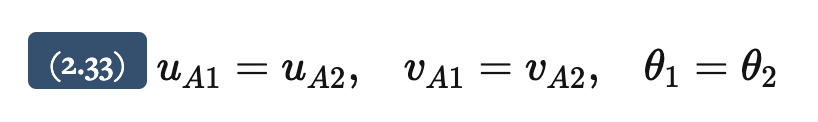 (2.33) u_{A1} = u_{A2}, v_{A1} = v_{A2}, θ_1 = θ_2